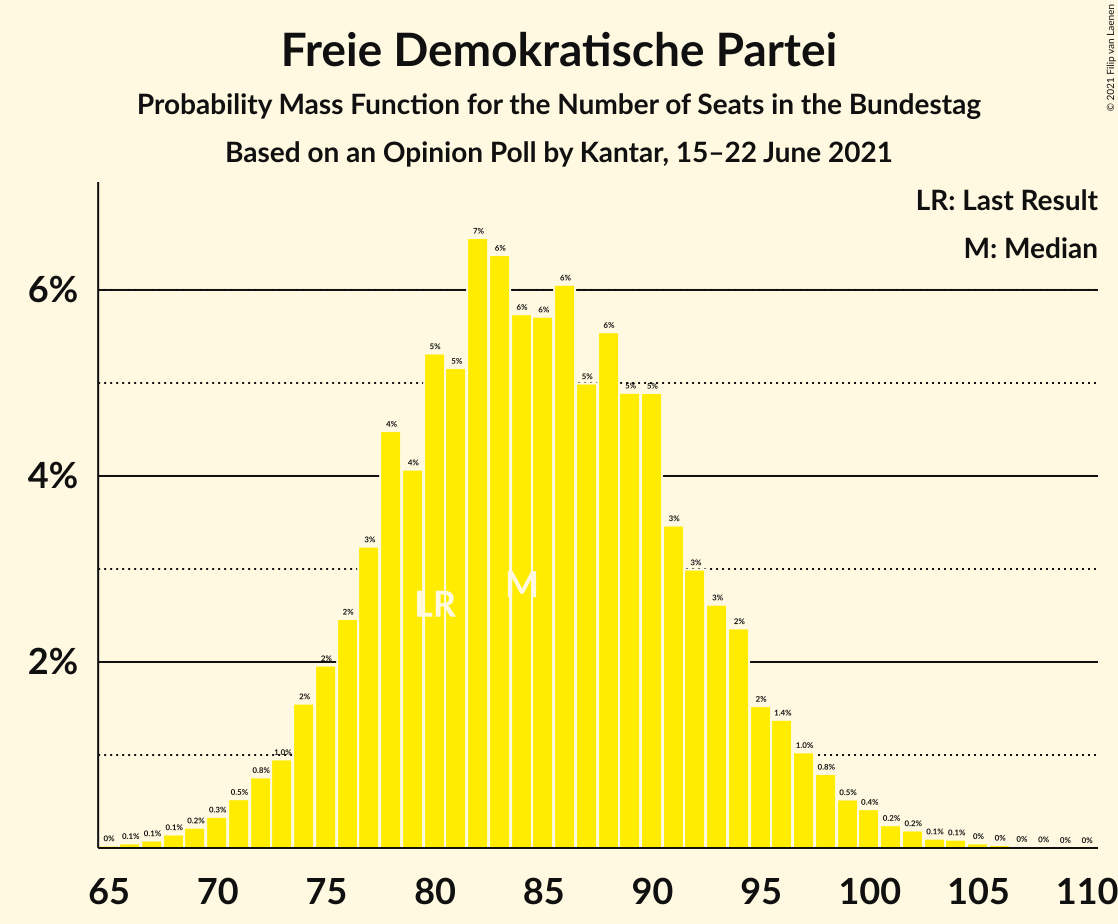 Freie Demokratische Partei
Probability Mass Function for the Number of Seats in the Bundestag
Based on an Opinion Poll by Kantar, 15–22 June 2021
© 2021 Filip van Laenen
LR: Last Result
M: Median
6%
4%
2%
0% 0.1% 0.1% 0.1% 0.2% 0.3% 0.5% 0.8% 1.0% 2% 2% 2% 3% 4% 4% 5% 5% 7% 6% 6% 6% 6% 5% 6% 5% 5% 3% 3% 3% 2% 2% 1.4% 1.0% 0.8% 0.5% 0.4% 0.2% 0.2% 0.1% 0.1% 0% 0% 0% 0% 0% 0%
LR
M
65 70 75 80 85 90 95 100 105 110